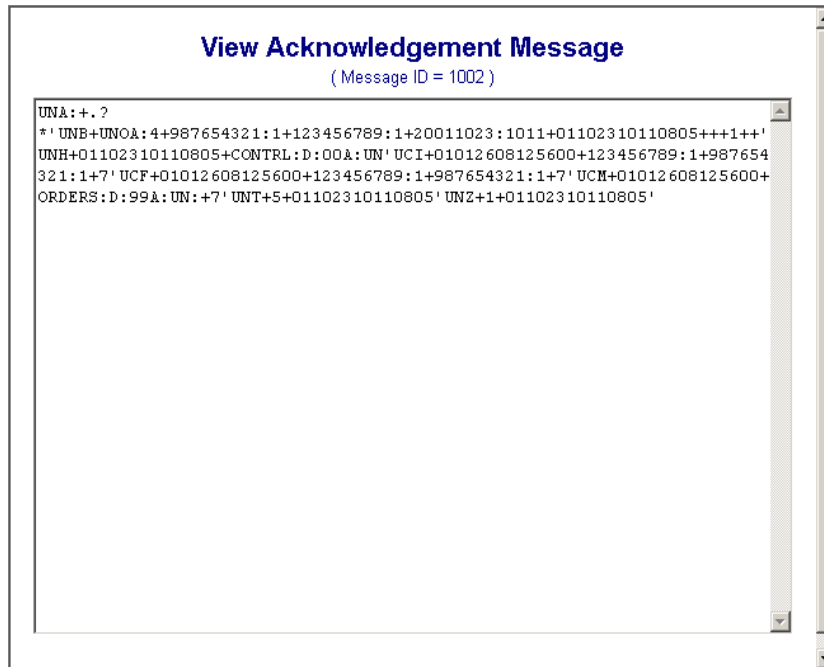 View Acknowledgement Message
( Message ID = 1002 )
UNA:+.?
*'UNB+UNOA:4+987654321:1+123456789:1+20011023:1011+01102310110805+++1++'
UNH+01102310110805+CONTRL:D:00A:UN'UCI+01012608125600+123456789:1+987654
321:1+7'UCF+01012608125600+123456789:1+987654321:1+7'UCM+01012608125600+
ORDERS:D:99A:UN:+7'UNT+5+01102310110805'UNZ+1+01102310110805'